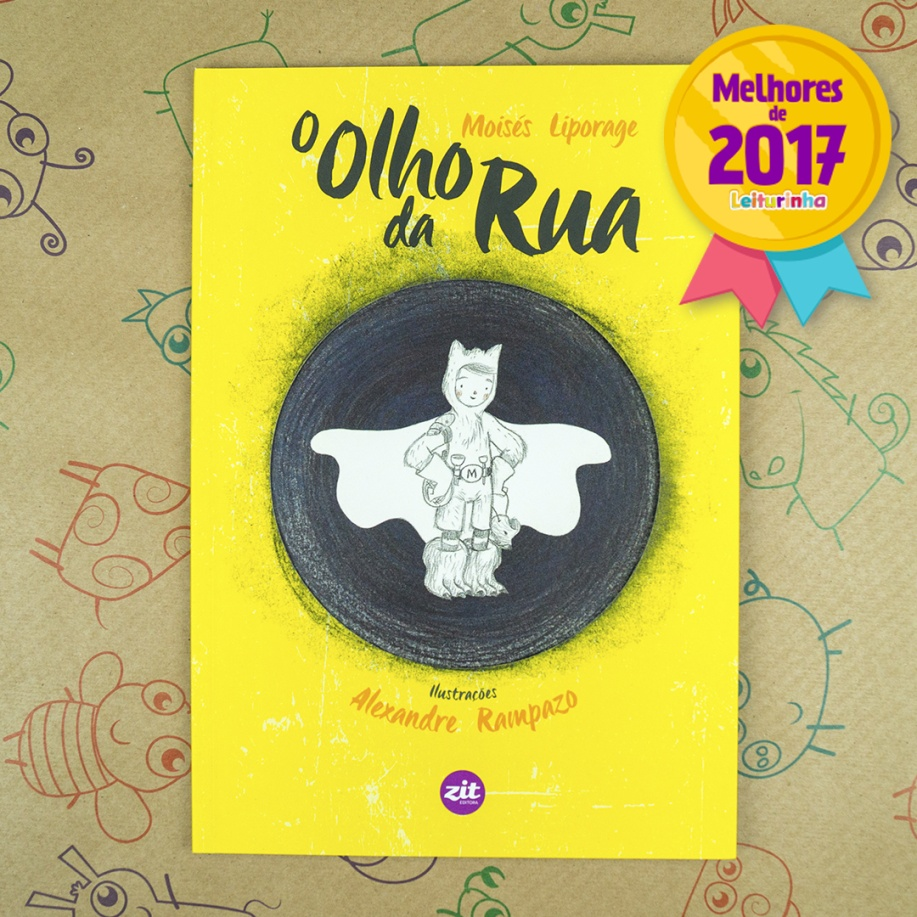 Moisés Liporage
O Olho
da Rua
M
Ilustrações
Alexandre Rampazo
zit
EDITORA
Melhores
de
2017
Leiturinha